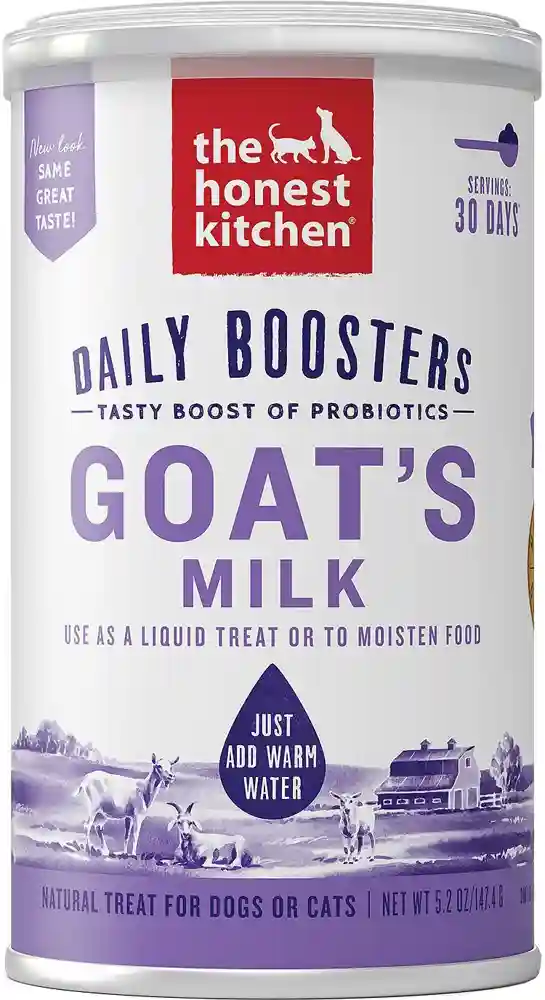 New look
SAME
GREAT
TASTE!
the
honest
kitchen®
SERVINGS:
30 DAYS
DAILY BOOSTERS
TASTY BOOST OF PROBIOTICS
GOAT'S
MILK
USE AS A LIQUID TREAT OR TO MOISTEN FOOD
JUST
ADD WARM
WATER
NATURAL TREAT FOR DOGS OR CATS | NET WT 5.2 OZ/147.4 G